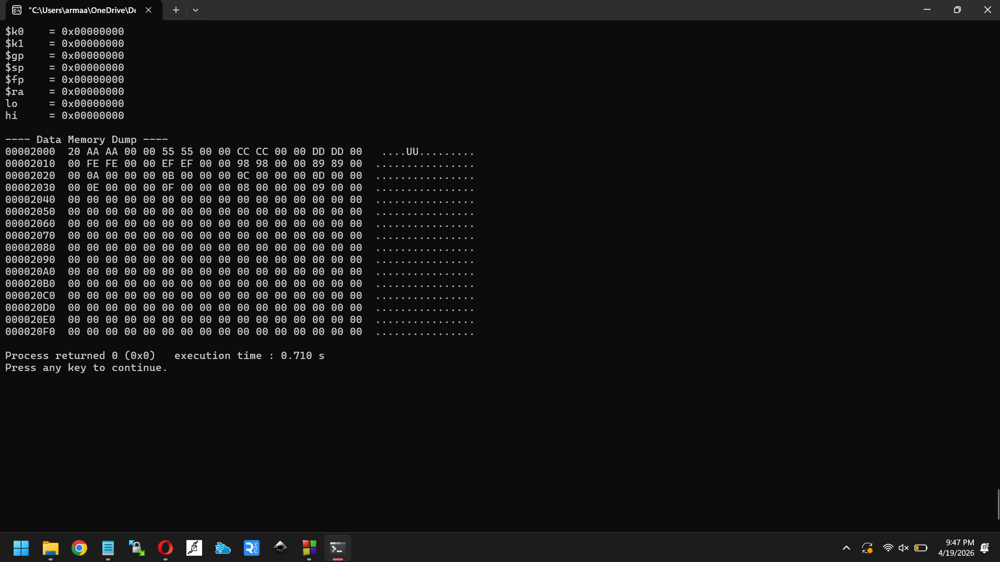 "C:\Users\armaa\OneDrive\De
$k0    = 0x00000000
$k1    = 0x00000000
$gp    = 0x00000000
$sp    = 0x00000000
$fp    = 0x00000000
$ra    = 0x00000000
lo     = 0x00000000
hi     = 0x00000000
---- Data Memory Dump ----
00002000  20 AA AA 00 00 55 55 00 00 CC CC 00 00 DD DD 00   ....UU.........
00002010  00 FE FE 00 00 EF EF 00 00 98 98 00 00 89 89 00  ................
00002020  00 0A 00 00 00 0B 00 00 00 0C 00 00 00 0D 00 00  ................
00002030  00 0E 00 00 00 0F 00 00 00 08 00 00 00 09 00 00  ................
00002040  00 00 00 00 00 00 00 00 00 00 00 00 00 00 00 00  ................
00002050  00 00 00 00 00 00 00 00 00 00 00 00 00 00 00 00  ................
00002060  00 00 00 00 00 00 00 00 00 00 00 00 00 00 00 00  ................
00002070  00 00 00 00 00 00 00 00 00 00 00 00 00 00 00 00  ................
00002080  00 00 00 00 00 00 00 00 00 00 00 00 00 00 00 00  ................
00002090  00 00 00 00 00 00 00 00 00 00 00 00 00 00 00 00  ................
000020A0  00 00 00 00 00 00 00 00 00 00 00 00 00 00 00 00  ................
000020B0  00 00 00 00 00 00 00 00 00 00 00 00 00 00 00 00  ................
000020C0  00 00 00 00 00 00 00 00 00 00 00 00 00 00 00 00  ................
000020D0  00 00 00 00 00 00 00 00 00 00 00 00 00 00 00 00  ................
000020E0  00 00 00 00 00 00 00 00 00 00 00 00 00 00 00 00  ................
000020F0  00 00 00 00 00 00 00 00 00 00 00 00 00 00 00 00  ................
Process returned 0 (0x0)   execution time : 0.710 s
Press any key to continue.
9:47 PM
4/19/2026